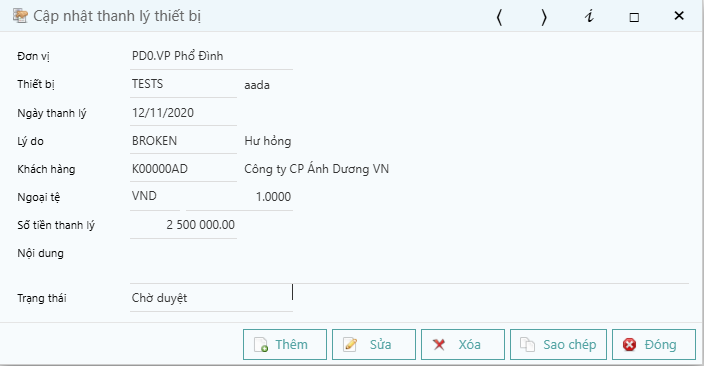 Cập nhật thanh lý thiết bị
Đơn vị PD0.VP Phổ Đình
Thiết bị TESTS aada
Ngày thanh lý 12/11/2020
Lý do BROKEN Hư hỏng
Khách hàng K00000AD Công ty CP Ánh Dương VN
Ngoại tệ VND 1.0000
Số tiền thanh lý 2 500 000.00
Nội dung
Trạng thái Chờ duyệt
Thêm Sửa Xóa Sao chép Đóng